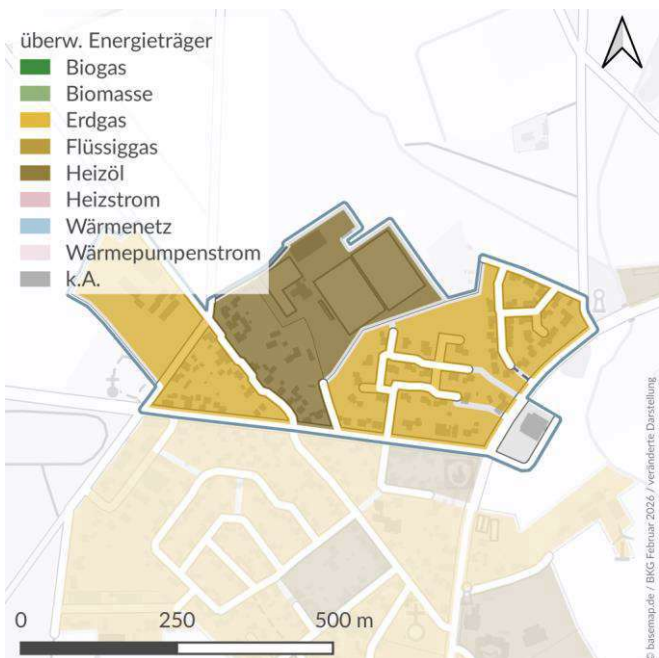 überw. Energieträger
Biogas
Biomasse
Erdgas
Flüssiggas
Heizöl
Heizstrom
Wärmenetz
Wärmepumpenstrom
k.A.
0 250 500 m
© basemap.de / BKG Februar 2026 / veränderte Darstellung